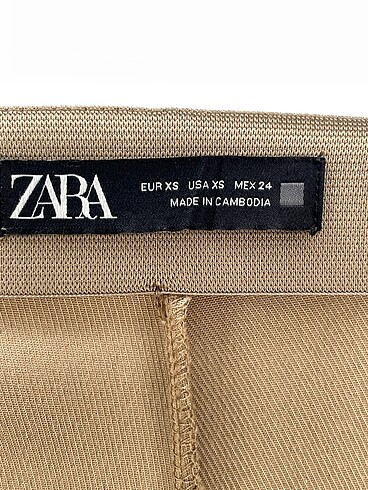 ZARA
EUR XS USA XS MEX 24
MADE IN CAMBODIA